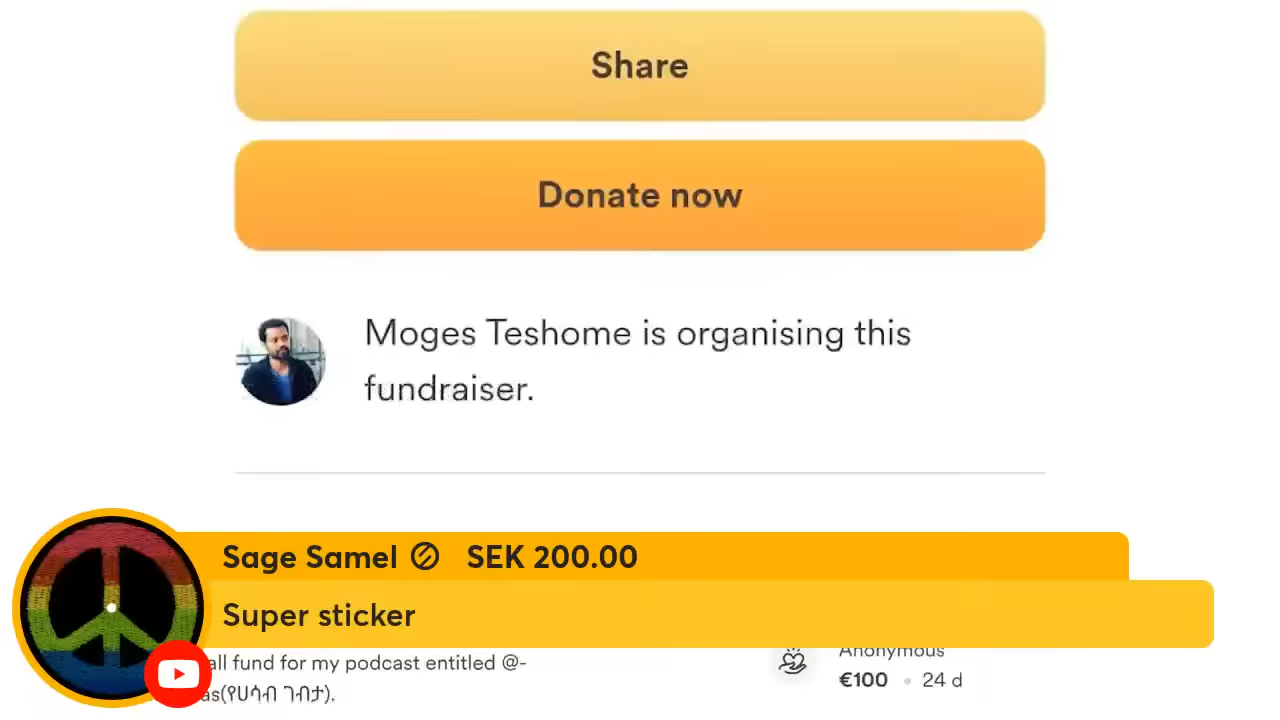 Share
Donate now
Moges Teshome is organising this
fundraiser.
Sage Samel SEK 200.00
Super sticker
all fund for my podcast entitled @-
as(የሀሳብ ገብታ).
Anonymous
€100 • 24 d